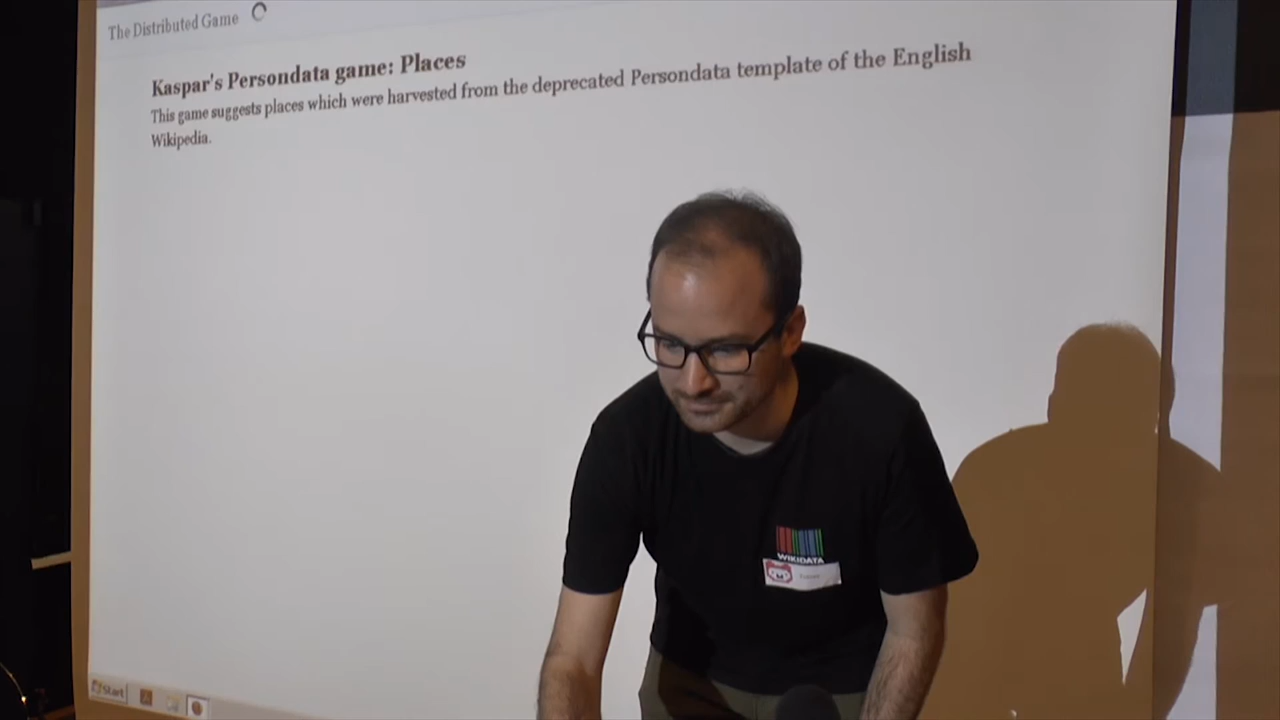 The Distributed Game
Kaspar's Persondata game: Places
This game suggests places which were harvested from the deprecated Persondata template of the English
Wikipedia.
WIKIDATA
Start